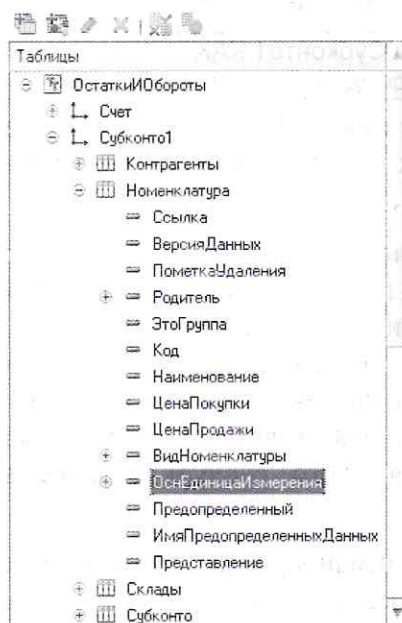 Таблицы
ОстаткиИОбороты
Счет
Субконто1
Контрагенты
Номенклатура
Ссылка
ВерсияДанных
ПометкаУдаления
Родитель
ЭтоГруппа
Код
Наименование
ЦенаПокупки
ЦенаПродажи
ВидНоменклатуры
ОснЕдиницаИзмерения
Предопределенный
ИмяПредопределенныхДанных
Представление
Склады
Субконто